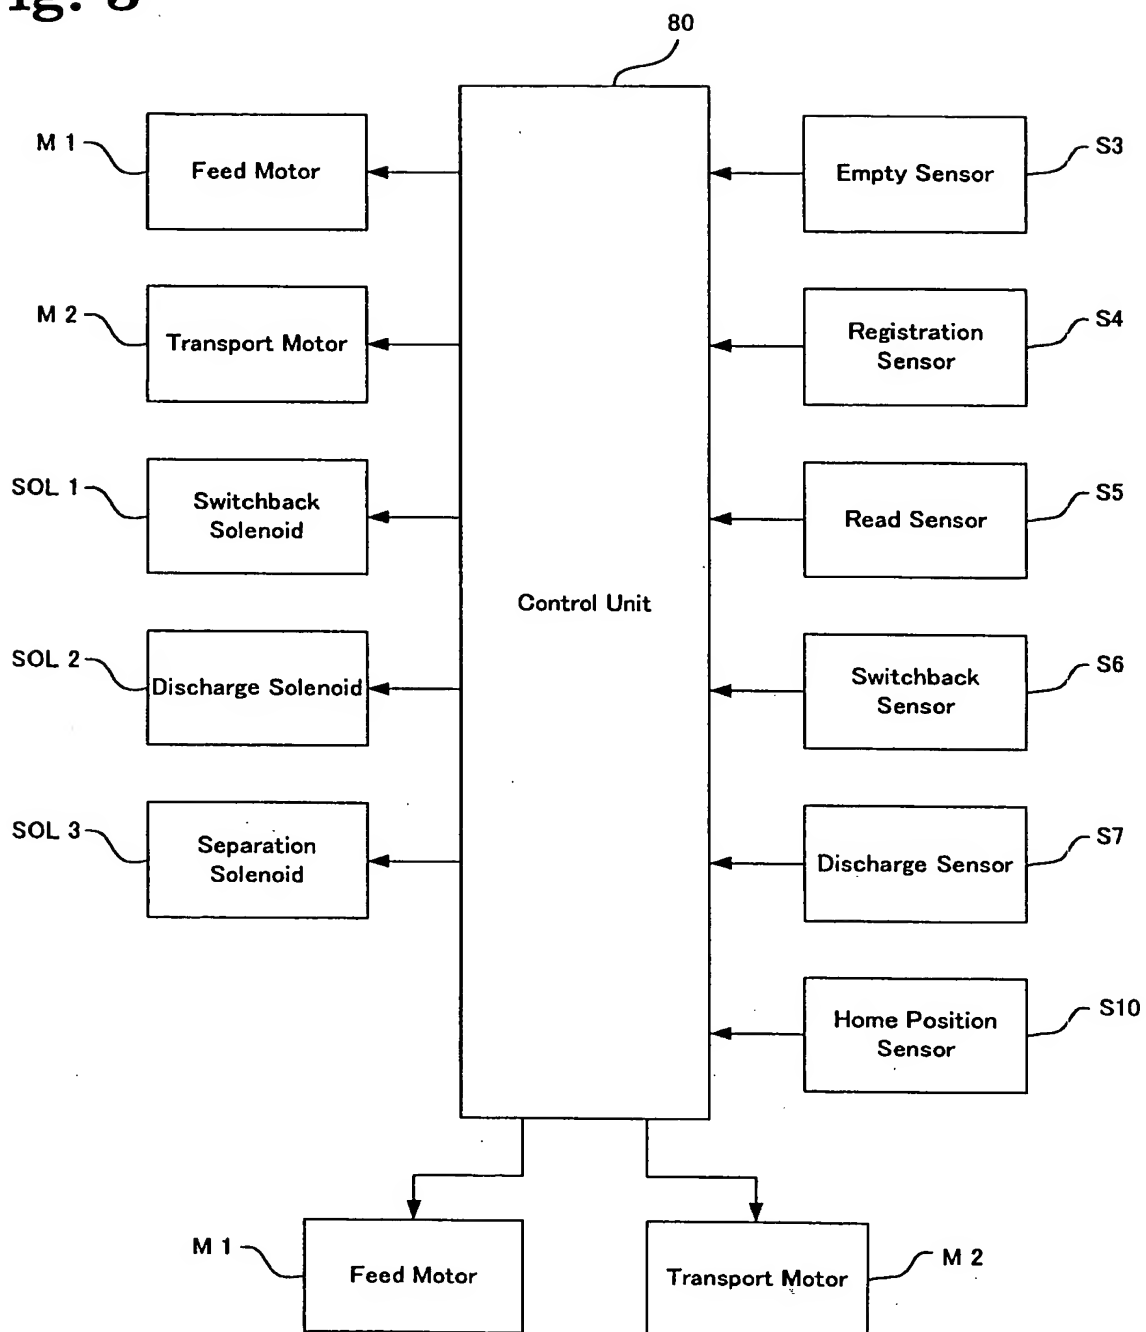 80
M 1
Feed Motor
Empty Sensor
S3
M 2
Transport Motor
Registration
Sensor
S4
SOL 1
Switchback
Solenoid
Read Sensor
S5
Control Unit
SOL 2
Discharge Solenoid
Switchback
Sensor
S6
SOL 3
Separation
Solenoid
Discharge Sensor
S7
Home Position
Sensor
S10
M 1
Feed Motor
Transport Motor
M 2